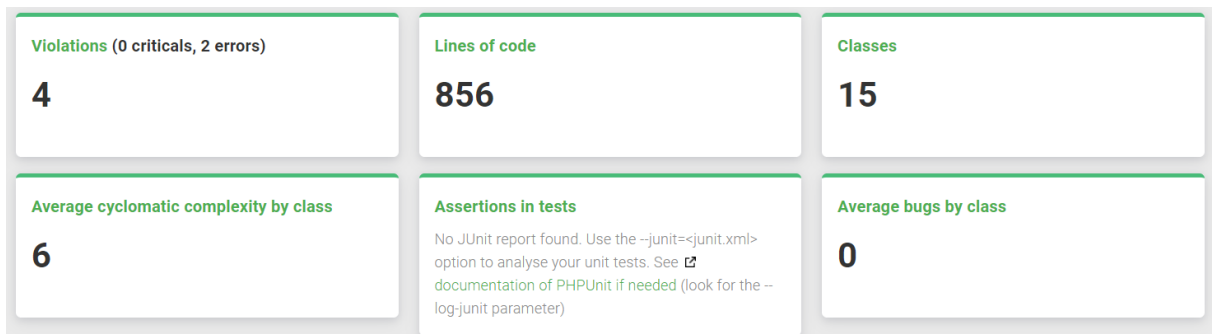 Violations (0 criticals, 2 errors)
4
Lines of code
856
Classes
15
Average cyclomatic complexity by class
6
Assertions in tests
No JUnit report found. Use the --junit=<junit.xml>
option to analyse your unit tests. See
documentation of PHPUnit if needed (look for the --
log-junit parameter)
Average bugs by class
0